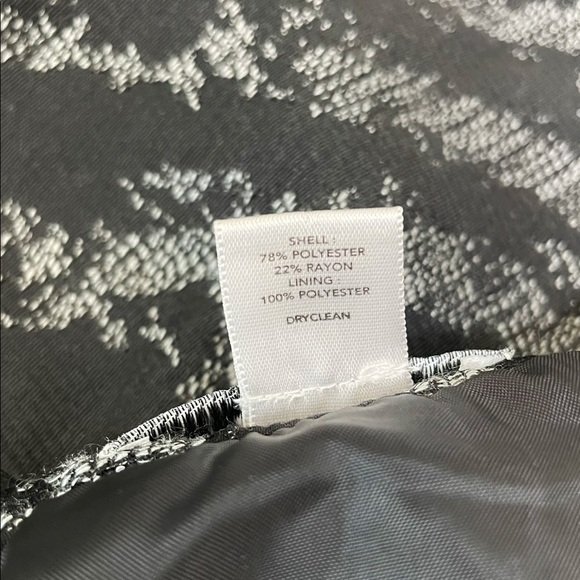 SHELL :
78% POLYESTER
22% RAYON
LINING :
100% POLYESTER
DRYCLEAN